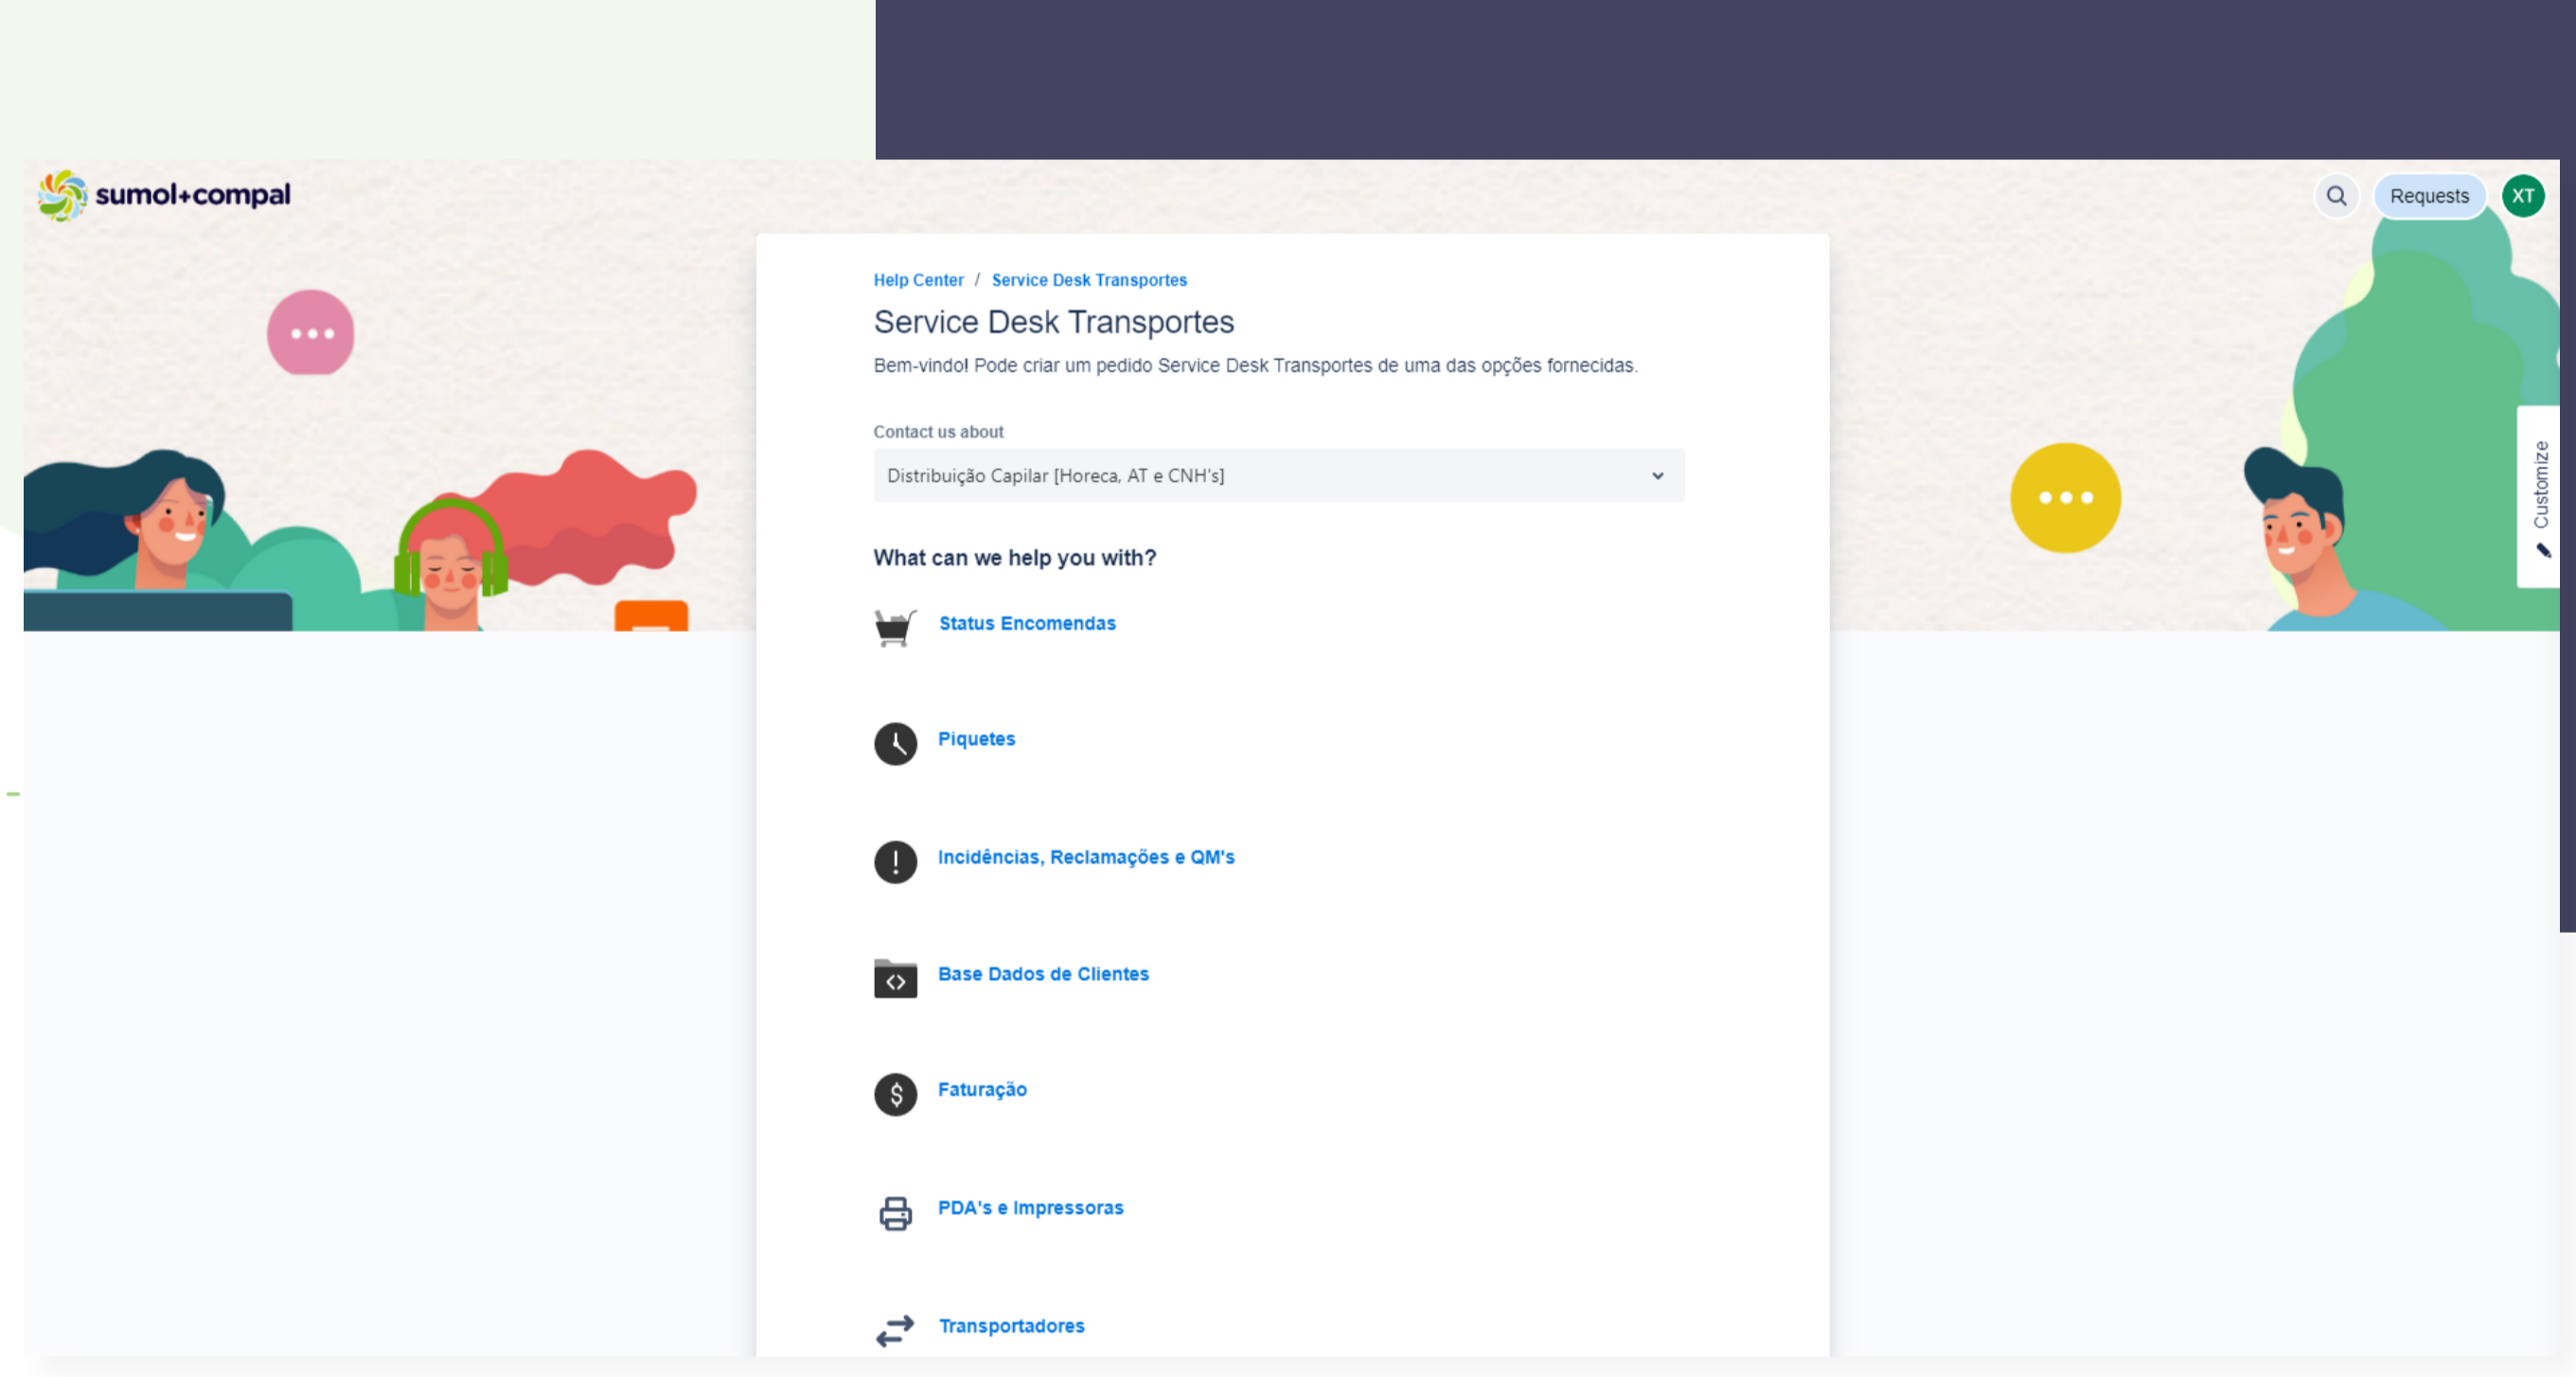 sumol+compal
Requests
XT
Help Center / Service Desk Transportes
Service Desk Transportes
Bem-vindo! Pode criar um pedido Service Desk Transportes de uma das opções fornecidas.
Contact us about
Distribuição Capilar [Horeca, AT e CNH's]
Customize
What can we help you with?
Status Encomendas
Piquetes
Incidências, Reclamações e QM's
Base Dados de Clientes
Faturação
PDA's e Impressoras
Transportadores